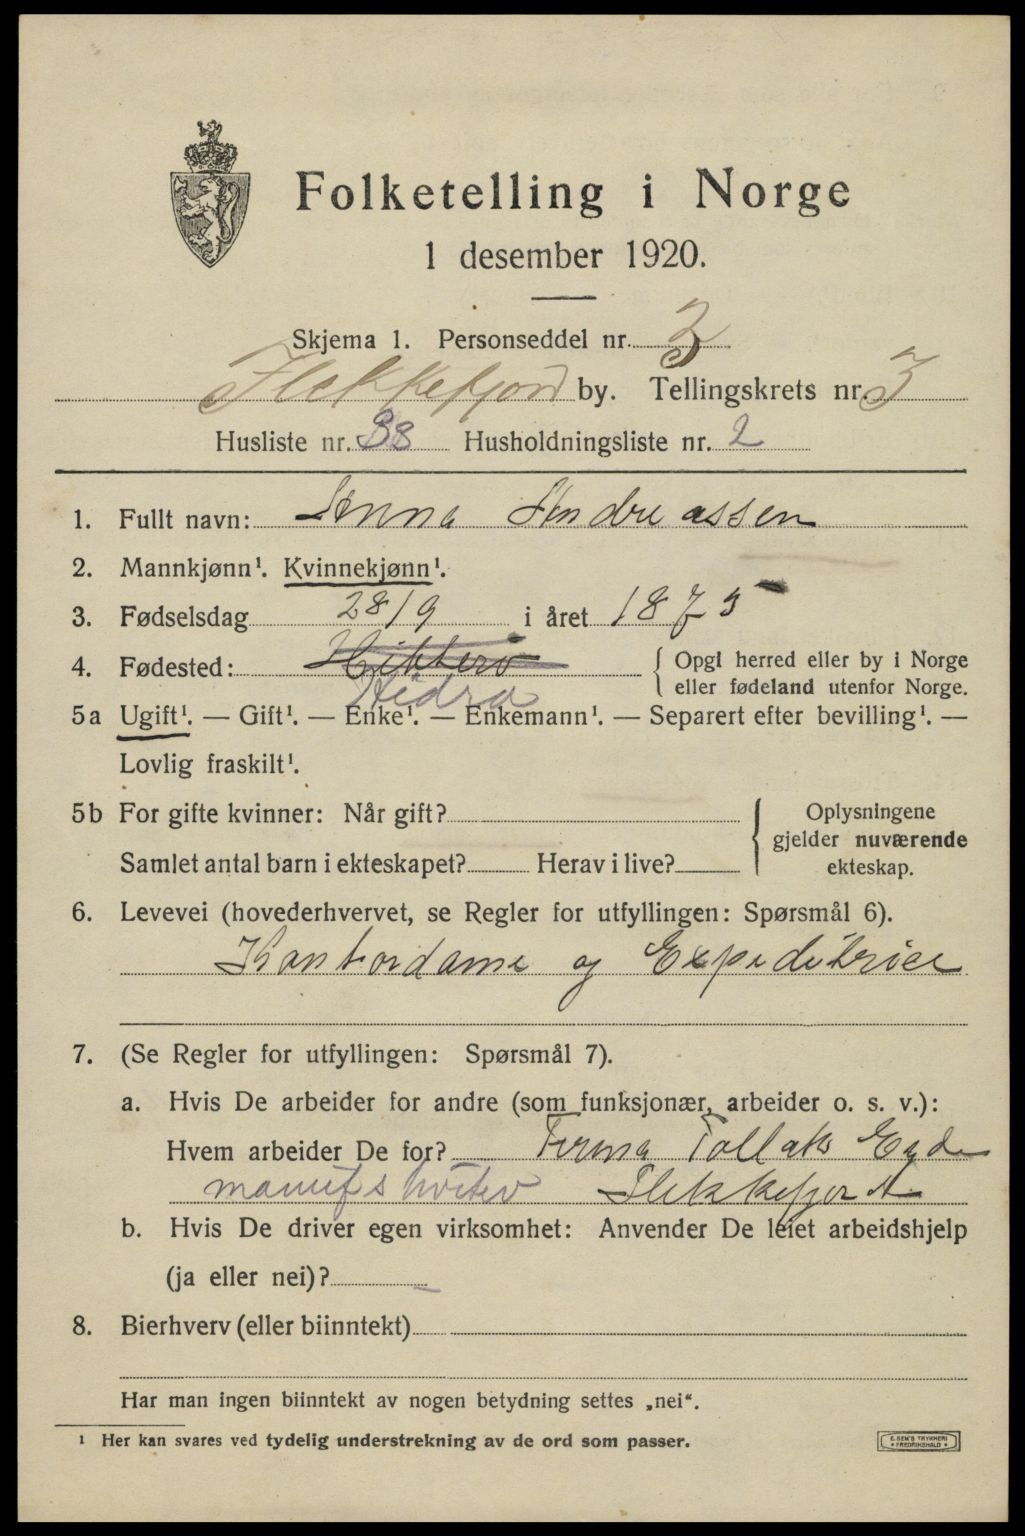 Folketelling i Norge
1 desember 1920.
Skjema 1. Personseddel nr. 3
Flekkefjord by. Tellingskrets nr. 3
Husliste nr. 38 Husholdningsliste nr. 2
1. Fullt navn: Anna Andreassen
2. Mannkjønn¹. Kvinnekjønn¹.
3. Fødselsdag 28/9 i året 1875
4. Fødested: Hitterø { Opgi herred eller by i Norge
eller fødeland utenfor Norge.
Hidra
5a Ugift¹. — Gift¹. — Enke¹. — Enkemann¹. — Separert efter bevilling¹. —
Lovlig fraskilt¹.
5b For gifte kvinner: Når gift? { Oplysningene
gjelder nuværende
Samlet antal barn i ekteskapet? Herav i live? ekteskap.
6. Levevei (hovederhvervet, se Regler for utfyllingen: Spørsmål 6).
Kontordame og Expeditrice
7. (Se Regler for utfyllingen: Spørsmål 7).
a. Hvis De arbeider for andre (som funksjonær, arbeider o. s. v.):
Hvem arbeider De for? Firma Tollak Egde
Flekkefjord
b. Hvis De driver egen virksomhet: Anvender De leiet arbeidshjelp
(ja eller nei)? —
8. Bierhverv (eller biinntekt)
Har man ingen biinntekt av nogen betydning settes „nei“.
¹ Her kan svares ved tydelig understrekning av de ord som passer.
E. SEM'S TRYKKERI
• FREDRIKSHALD •